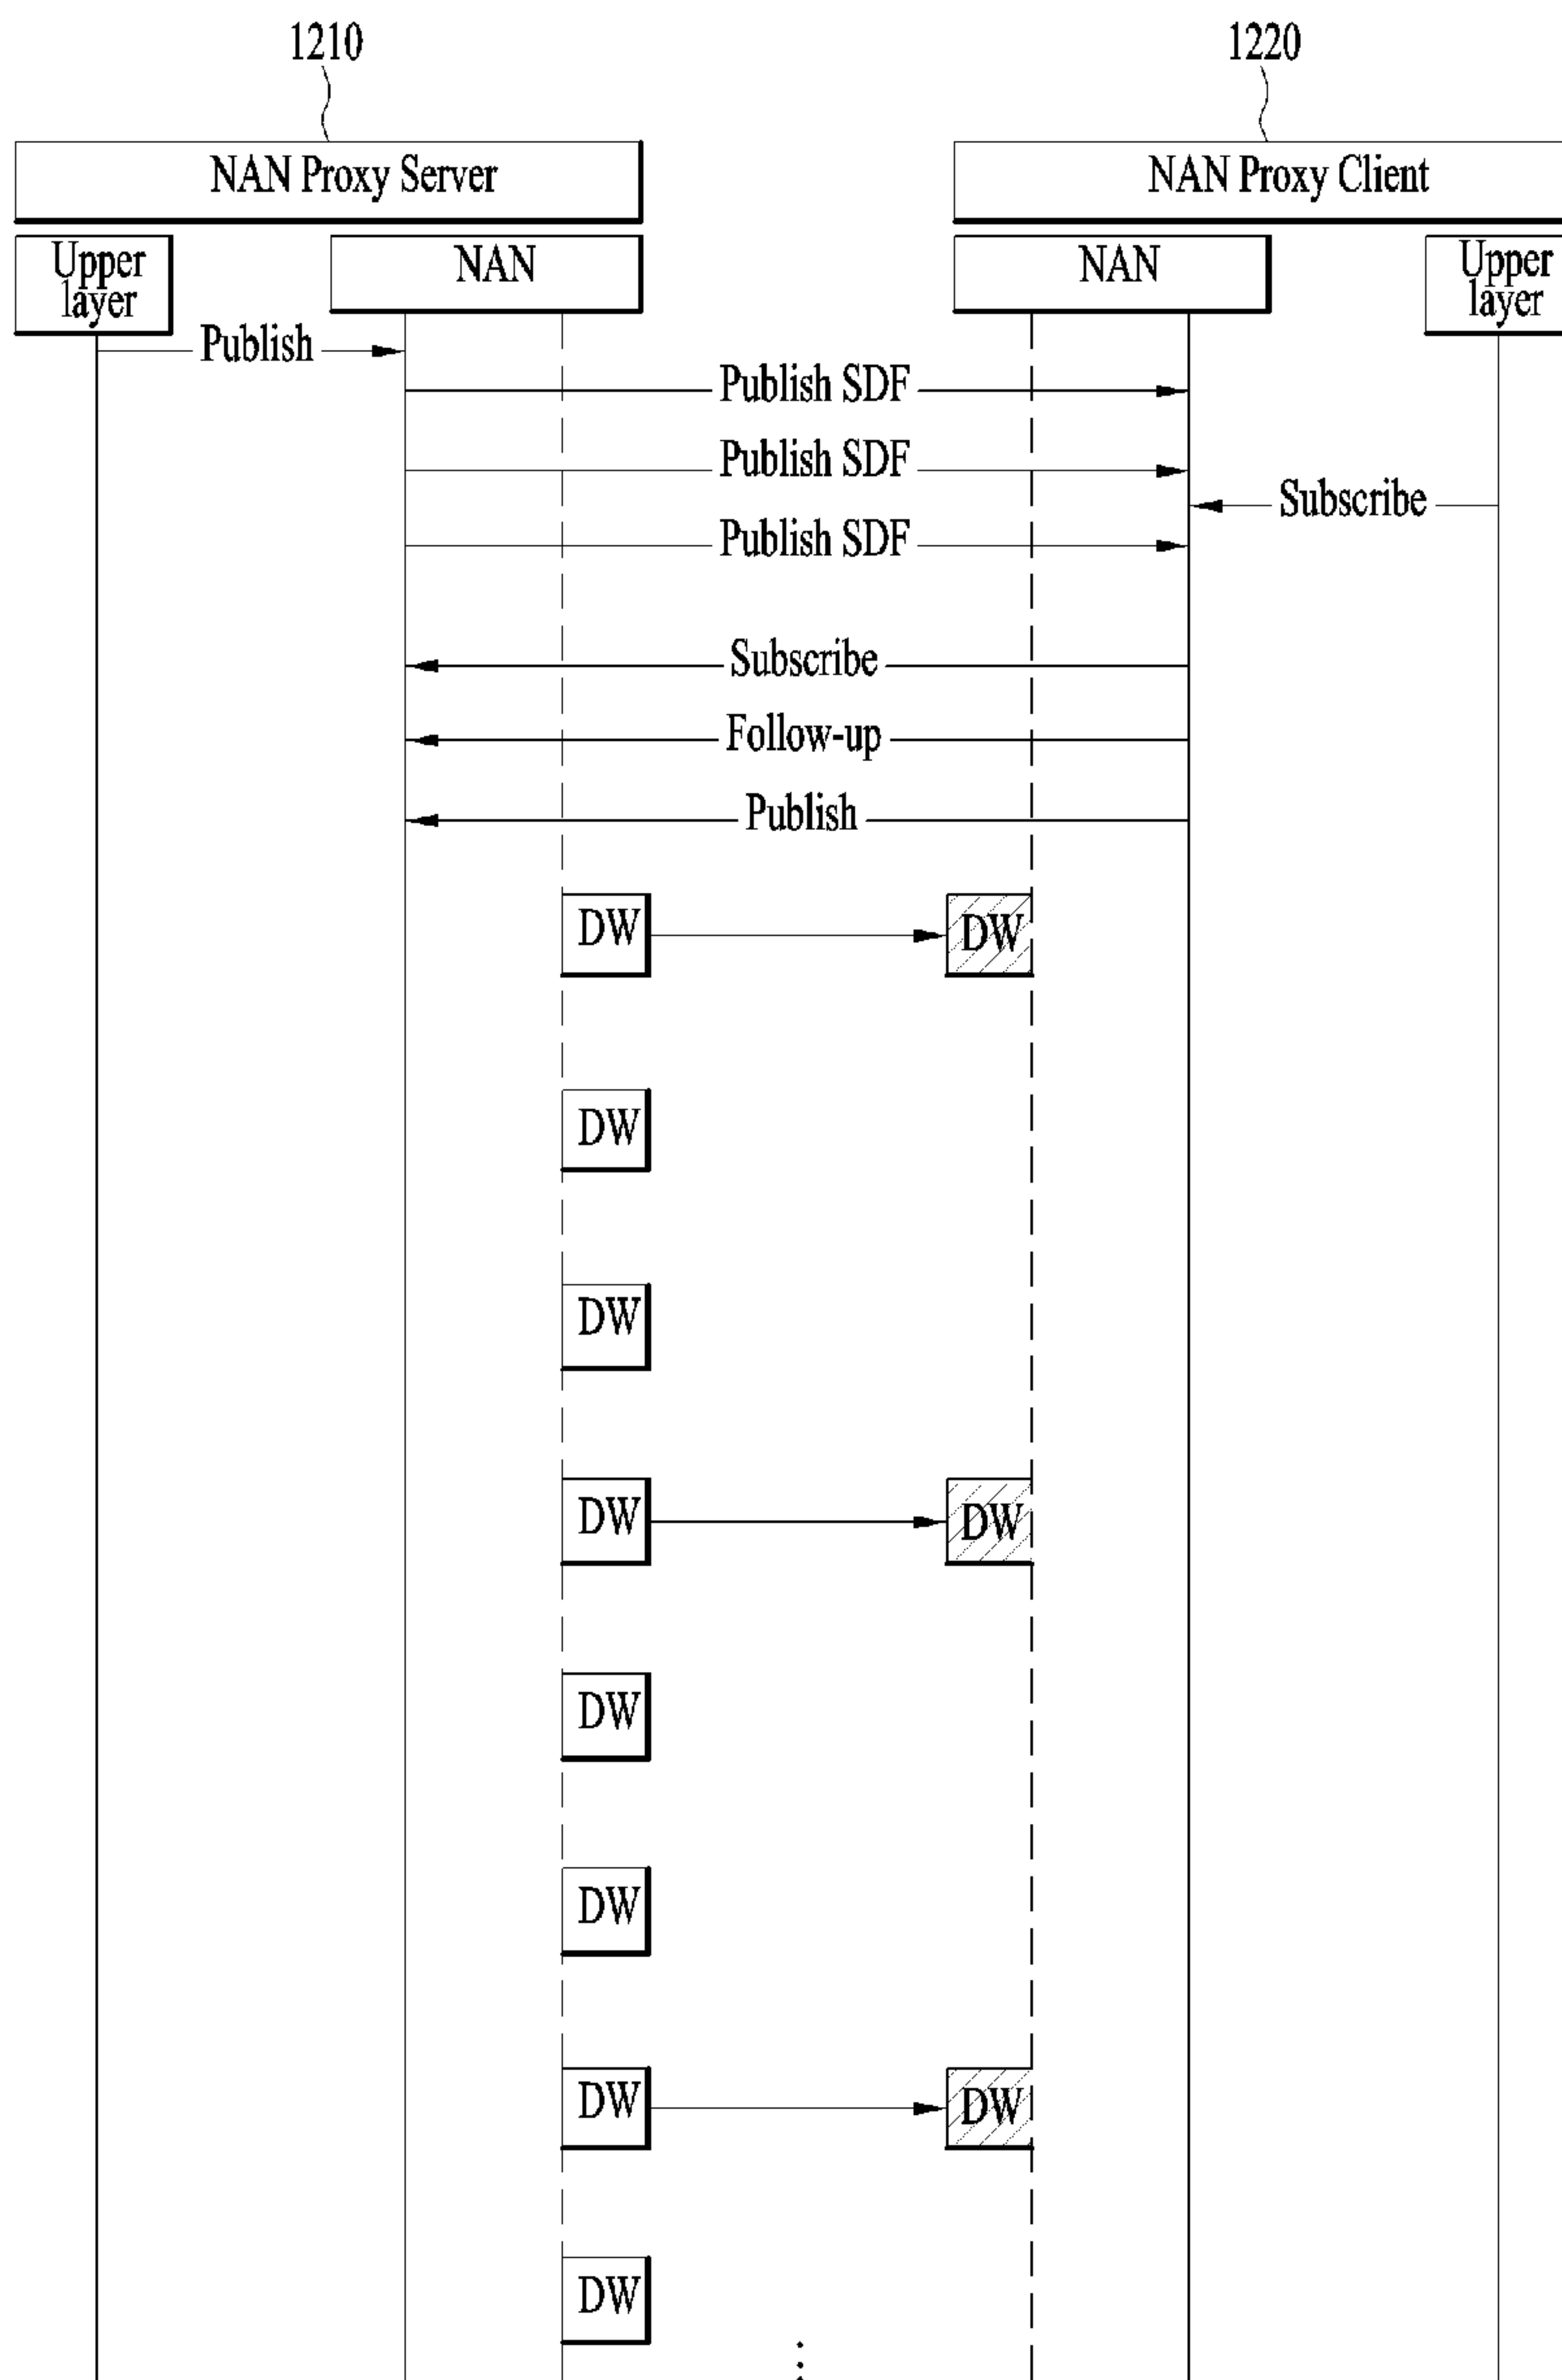 1210
1220
NAN Proxy Server
NAN Proxy Client
Upper
layer
NAN
NAN
Upper
layer
Publish
Publish SDF
Publish SDF
Subscribe
Publish SDF
Subscribe
Follow-up
Publish
DW
DW
DW
DW
DW
DW
DW
DW
DW
DW
DW